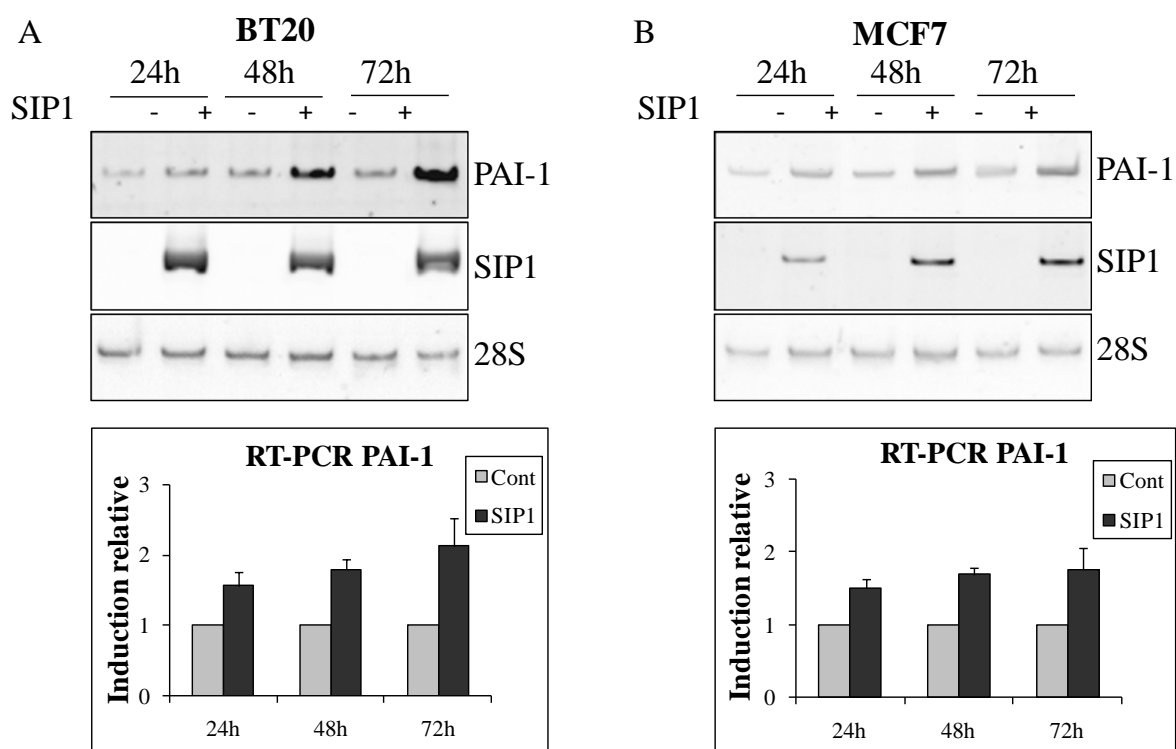 A
BT20
24h 48h 72h
SIP1 - + - + - +
PAI-1
SIP1
28S
RT-PCR PAI-1
Induction relative
3
2
1
0
Cont
SIP1
24h 48h 72h
B
MCF7
24h 48h 72h
SIP1 - + - + - +
PAI-1
SIP1
28S
RT-PCR PAI-1
Induction relative
3
2
1
0
Cont
SIP1
24h 48h 72h